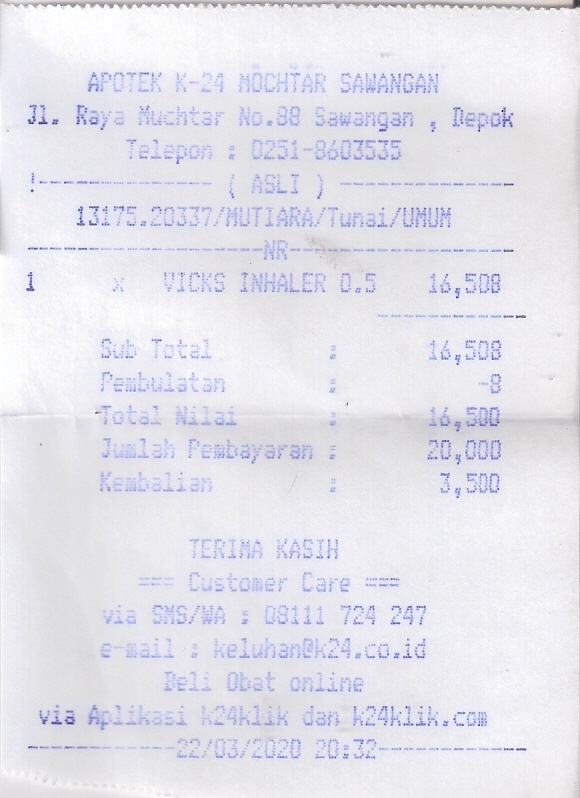 APOTEK K-24 MOCHTAR SAWANGAN
Jl. Raya Muchtar No.88 Sawangan , Depok
Telepon : 0251-8603535
!-------------- ( ASLI ) --------------
13175.20337/MUTIARA/Tunai/UMUM
-------------------NR------------------
1 x VICKS INHALER 0.5 16,508
------------
Sub Total : 16,508
Pembulatan : -8
Total Nilai : 16,500
Jumlah Pembayaran : 20,000
Kembalian : 3,500
TERIMA KASIH
=== Customer Care ===
via SMS/WA : 08111 724 247
e-mail : keluhan@k24.co.id
Beli Obat online
via Aplikasi k24klik dan k24klik.com
------------22/03/2020 20:32------------